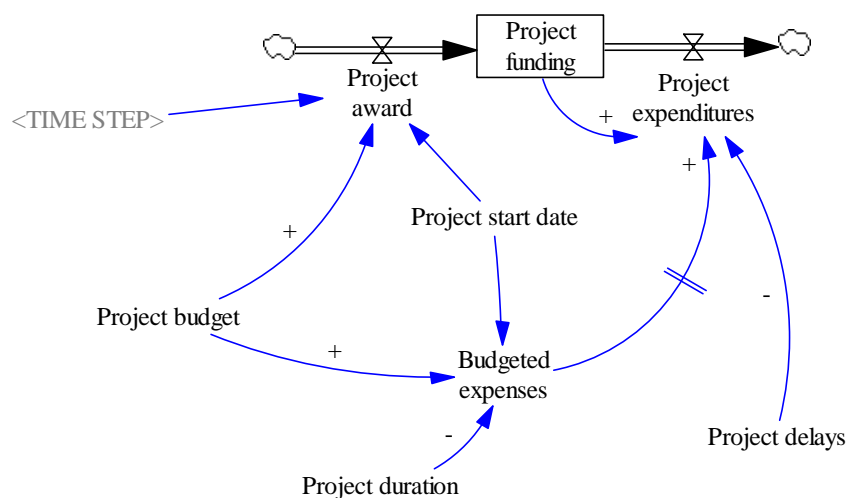 Project
funding
Project
award
Project
expenditures
<TIME STEP>
+
+
Project start date
+
-
Project budget
+
Budgeted
expenses
-
Project delays
Project duration